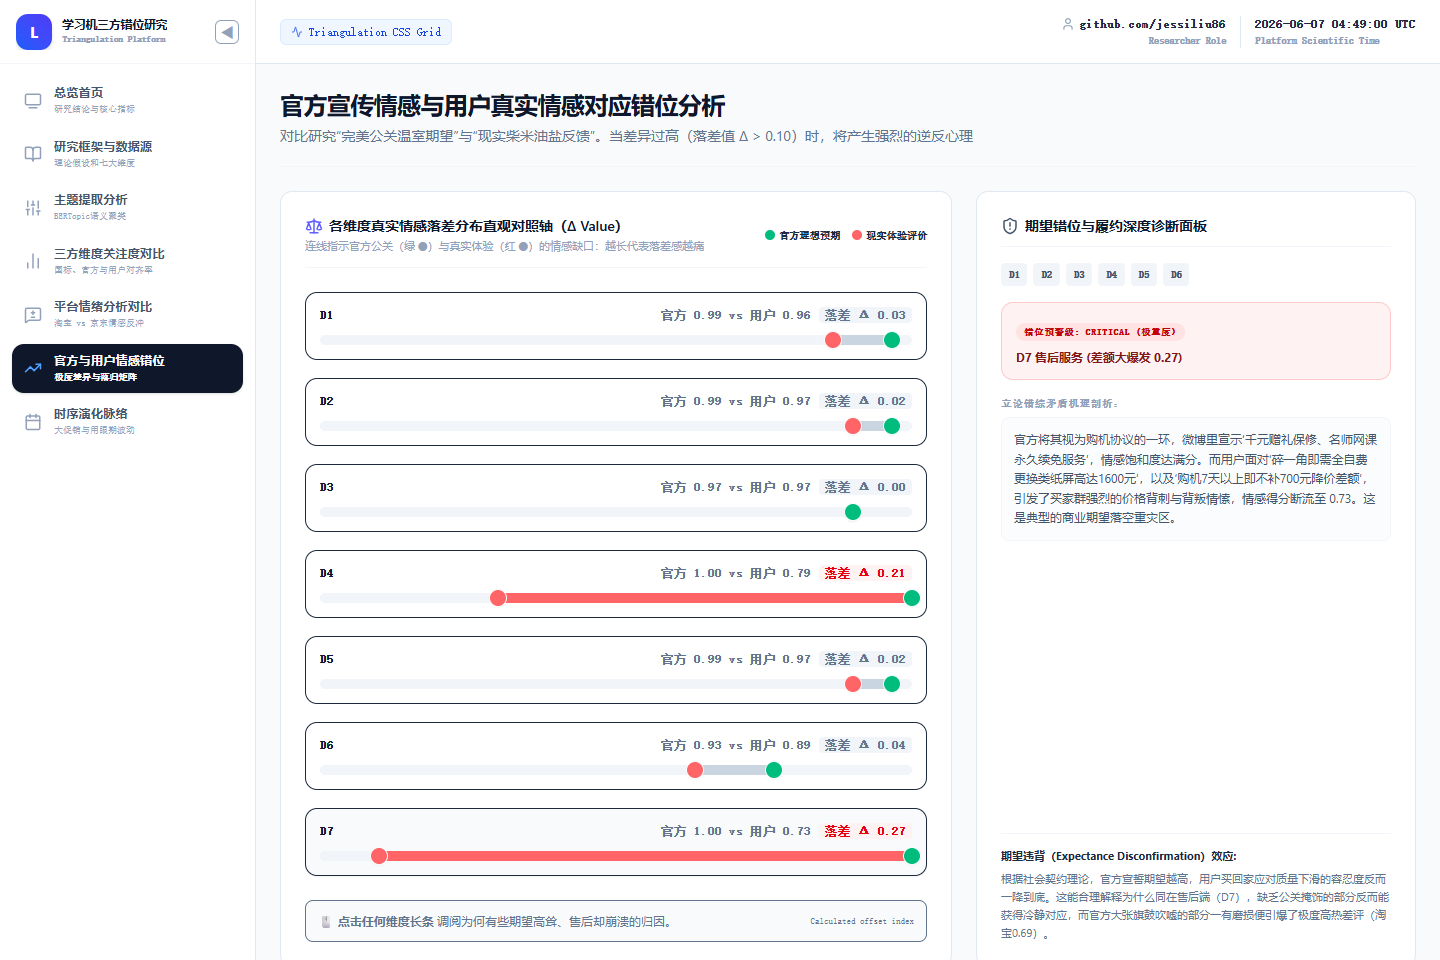 L
学习机三方错位研究
Triangulation Platform
总览首页
研究结论与核心指标
研究框架与数据源
理论假设和七大维度
主题提取分析
BERTopic语义聚类
三方维度关注度对比
国标、官方与用户对齐率
平台情绪分析对比
淘宝 vs 京东情感反冲
官方与用户情感错位
极度差异与落归矩阵
时序演化脉络
大促销与用眼期波动
Triangulation CSS Grid
github.com/jessiliu86
Researcher Role
2026-06-07 04:49:00 UTC
Platform Scientific Time
官方宣传情感与用户真实情感对应错位分析
对比研究“完美公关温室期望”与“现实柴米油盐反馈”。当差异过高（落差值 Δ > 0.10）时，将产生强烈的逆反心理
各维度真实情感落差分布直观对照轴（Δ Value）
连线指示官方公关（绿 ●）与真实体验（红 ●）的情感缺口：越长代表落差感越痛
官方理想预期
现实体验评价
D1
官方 0.99 vs 用户 0.96 落差 Δ 0.03
D2
官方 0.99 vs 用户 0.97 落差 Δ 0.02
D3
官方 0.97 vs 用户 0.97 落差 Δ 0.00
D4
官方 1.00 vs 用户 0.79 落差 Δ 0.21
D5
官方 0.99 vs 用户 0.97 落差 Δ 0.02
D6
官方 0.93 vs 用户 0.89 落差 Δ 0.04
D7
官方 1.00 vs 用户 0.73 落差 Δ 0.27
点击任何维度长条 调阅为何有些期望高耸、售后却崩溃的归因。
Calculated offset index
期望错位与履约深度诊断面板
D1 D2 D3 D4 D5 D6
错位预警级: CRITICAL (极重度)
D7 售后服务 (差额大爆发 0.27)
立论错综矛盾机理剖析:
官方将其视为购机协议的一环，微博里宣示‘千元赠礼保修、名师网课
永久续免服务’，情感饱和度达满分。而用户面对‘碎一角即需全自费
更换类纸屏高达1600元’，以及‘购机7天以上即不补700元降价差额’，
引发了买家群强烈的价格背刺与背叛情愫，情感得分断流至 0.73。这
是典型的商业期望落空重灾区。
期望违背（Expectance Disconfirmation）效应:
根据社会契约理论，官方宣誓期望越高，用户买回家应对质量下滑的容忍度反而
一降到底。这能合理解释为什么同在售后端（D7），缺乏公关掩饰的部分反而能
获得冷静对应，而官方大张旗鼓吹嘘的部分一有磨损便引爆了极度高热差评（淘
宝0.69）。